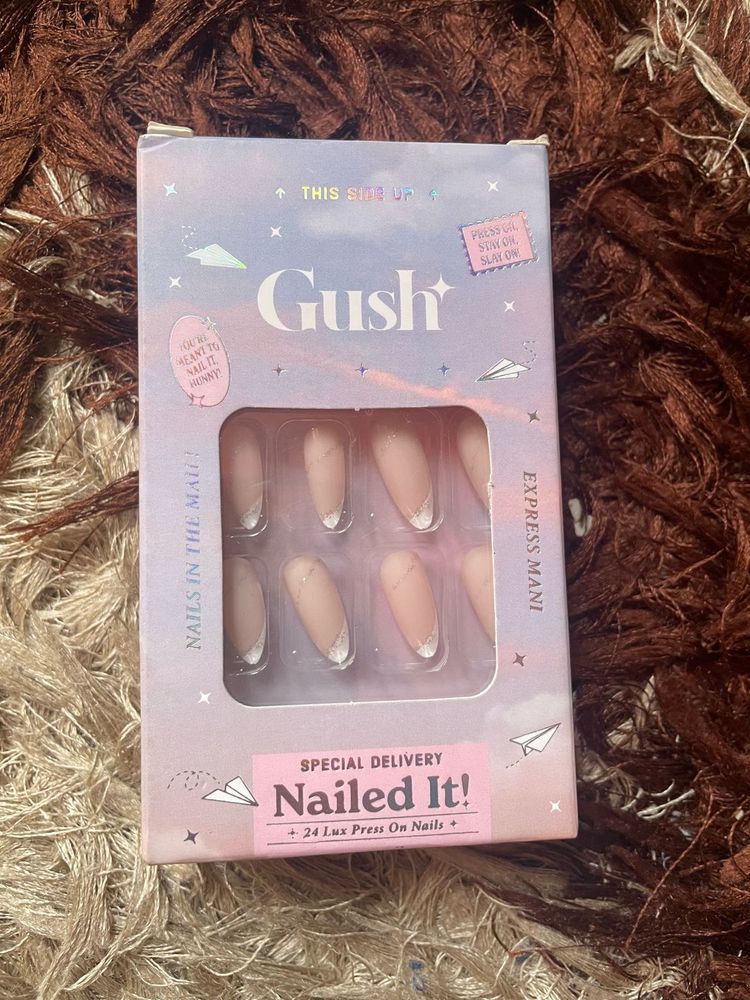 ↑ THIS SIDE UP ↑
PRESS ON,
STAY ON,
SLAY ON!
Gush
YOU'RE
MEANT TO
NAIL IT,
HUNNY!
NAILS IN THE MAIL!
EXPRESS MANI
SPECIAL DELIVERY
Nailed It!
24 Lux Press On Nails